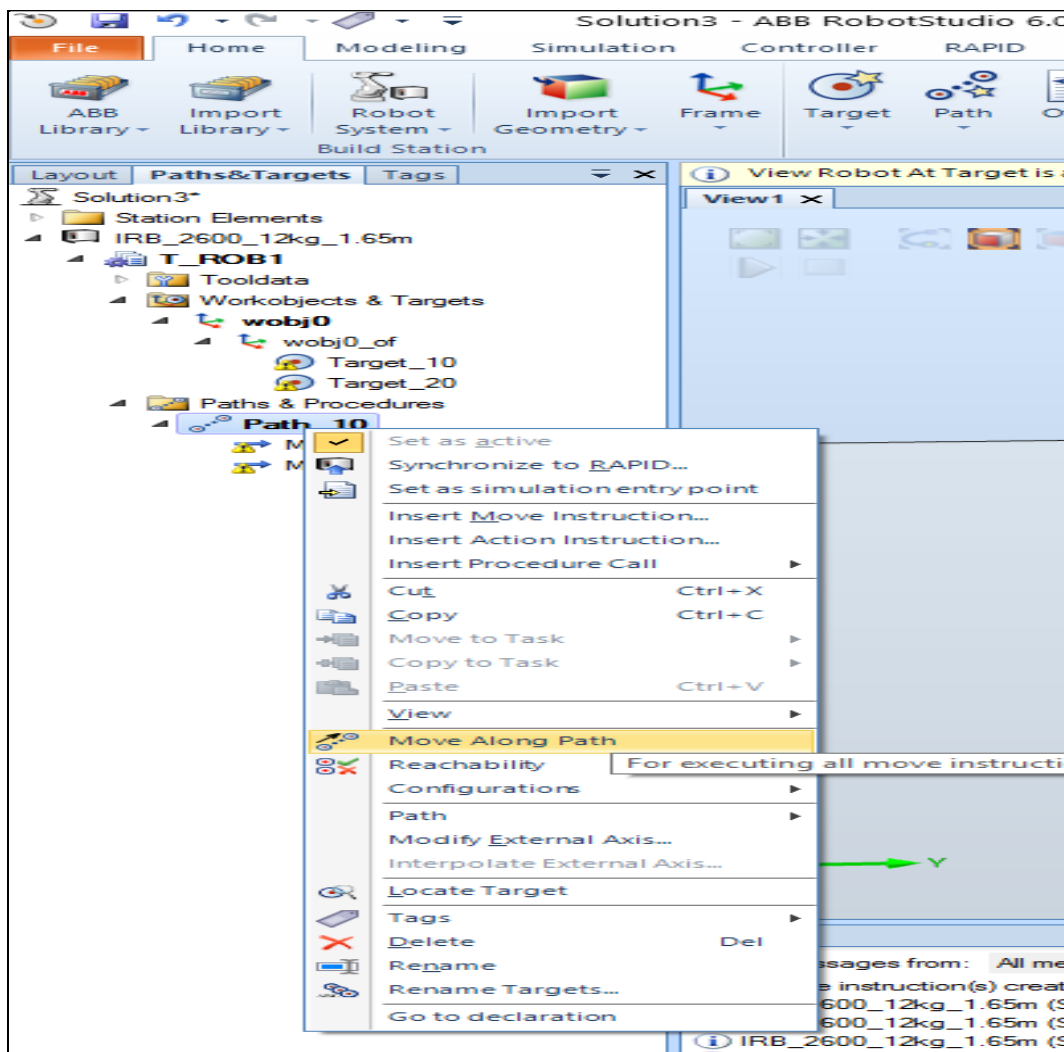 Solution3 - ABB RobotStudio 6.0
File Home Modeling Simulation Controller RAPID
ABB Library
Import Library
Robot System
Import Geometry
Frame
Target
Path
Build Station
Layout Paths&Targets Tags
View Robot At Target is
Solution3*
View1
Station Elements
IRB_2600_12kg_1.65m
T_ROB1
Tooldata
Workobjects & Targets
wobj0
wobj0_of
Target_10
Target_20
Paths & Procedures
Path_10
M
M
Set as active
Synchronize to RAPID...
Set as simulation entry point
Insert Move Instruction...
Insert Action Instruction...
Insert Procedure Call
Cut Ctrl+X
Copy Ctrl+C
Move to Task
Copy to Task
Paste Ctrl+V
View
Move Along Path
For executing all move instructi
Reachability
Configurations
Path
Modify External Axis...
Interpolate External Axis...
Y
Locate Target
Tags
Delete Del
Rename
Rename Targets...
Go to declaration
ssages from: All me
instruction(s) creat
600_12kg_1.65m (S
600_12kg_1.65m (S
IRB_2600_12kg_1.65m (S